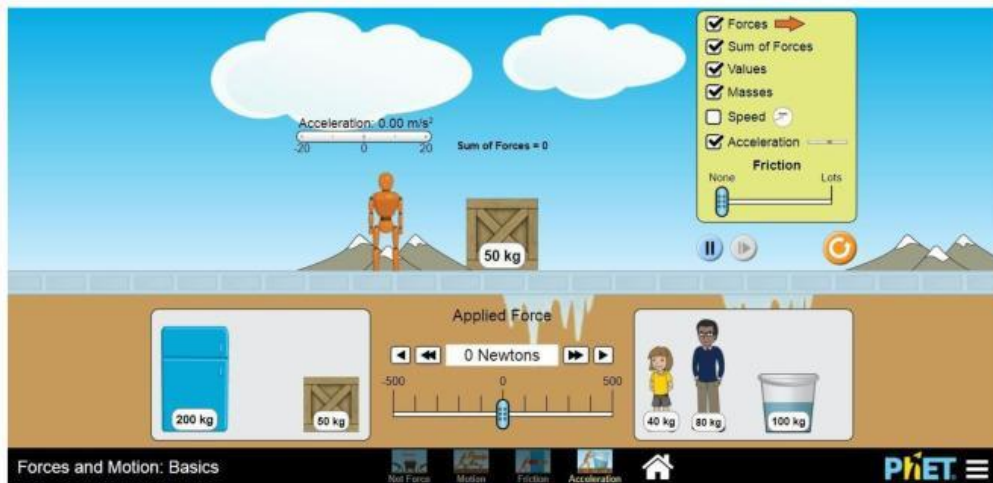 Forces
Sum of Forces
Values
Masses
Speed
Acceleration
Friction
None Lots
Acceleration: 0.00 m/s²
-20 0 20
Sum of Forces = 0
50 kg
Applied Force
0 Newtons
-500 0 500
200 kg
50 kg
40 kg
80 kg
100 kg
Forces and Motion: Basics
Net Force
Motion
Friction
Acceleration
PhET